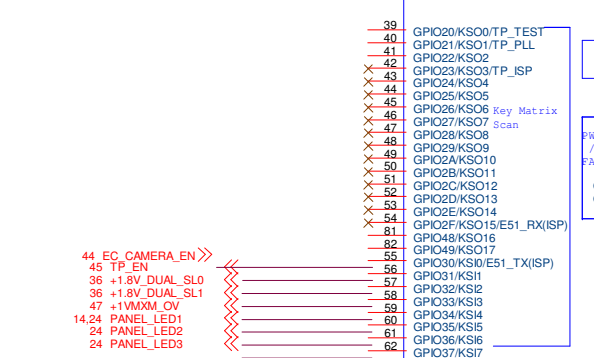 39 GPIO20/KSO0/TP_TEST
40 GPIO21/KSO1/TP_PLL
41 GPIO22/KSO2
42 GPIO23/KSO3/TP_ISP
43 GPIO24/KSO4
44 GPIO25/KSO5
45 GPIO26/KSO6 Key Matrix
46 GPIO27/KSO7 Scan
47 GPIO28/KSO8
48 GPIO29/KSO9
49 GPIO2A/KSO10
50 GPIO2B/KSO11
51 GPIO2C/KSO12
52 GPIO2D/KSO13
53 GPIO2E/KSO14
54 GPIO2F/KSO15/E51_RX(ISP)
81 GPIO48/KSO16
82 GPIO49/KSO17
44 EC_CAMERA_EN 55 GPIO30/KSI0/E51_TX(ISP)
45 TP_EN 56 GPIO31/KSI1
36 +1.8V_DUAL_SL0 57 GPIO32/KSI2
36 +1.8V_DUAL_SL1 58 GPIO33/KSI3
47 +1VMXM_OV 59 GPIO34/KSI4
14,24 PANEL_LED1 60 GPIO35/KSI5
24 PANEL_LED2 61 GPIO36/KSI6
24 PANEL_LED3 62 GPIO37/KSI7
PW
/
FA